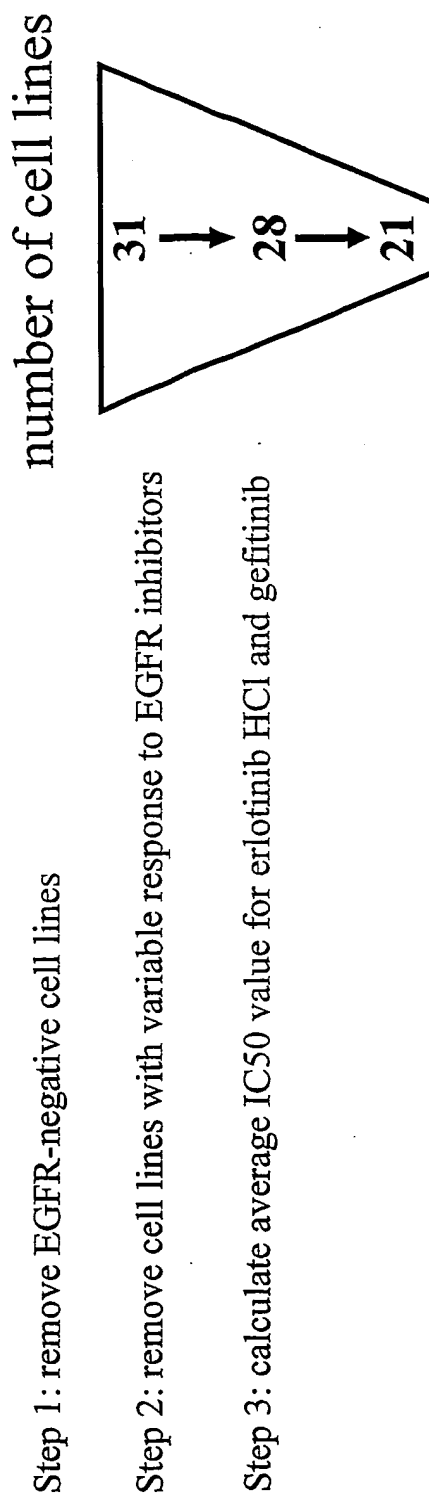 number of cell lines
Step 1: remove EGFR-negative cell lines
31
Step 2: remove cell lines with variable response to EGFR inhibitors
28
Step 3: calculate average IC50 value for erlotinib HCl and gefitinib
21